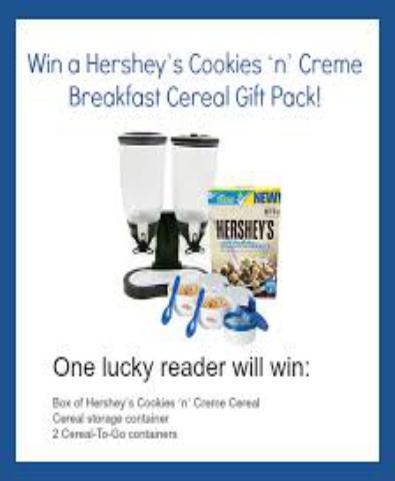 Win a Hershey's Cookies 'n' Creme
Breakfast Cereal Gift Pack!
NEW!
HERSHEY'S
One lucky reader will win:
Box of Hershey's Cookies 'n' Creme Cereal
Cereal storage container
2 Cereal-To-Go containers